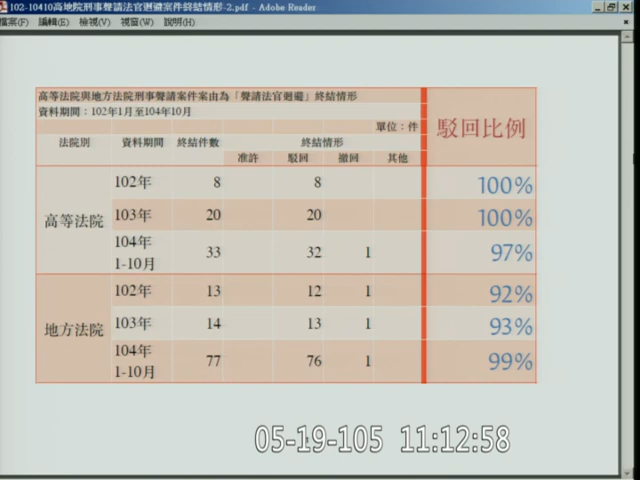 102-10410高地院刑事聲請法官迴避案件終結情形-2.pdf - Adobe Reader
檔案(F) 編輯(E) 檢視(V) 視窗(W) 說明(H)
高等法院與地方法院刑事聲請案件案由為「聲請法官迴避」終結情形
資料期間：102年1月至104年10月
單位：件
駁回比例
法院別 資料期間 終結件數 終結情形
准許 駁回 撤回 其他
高等法院
102年 8 8 100%
103年 20 20 100%
104年
1-10月 33 32 1 97%
地方法院
102年 13 12 1 92%
103年 14 13 1 93%
104年
1-10月 77 76 1 99%
05-19-105 11:12:58